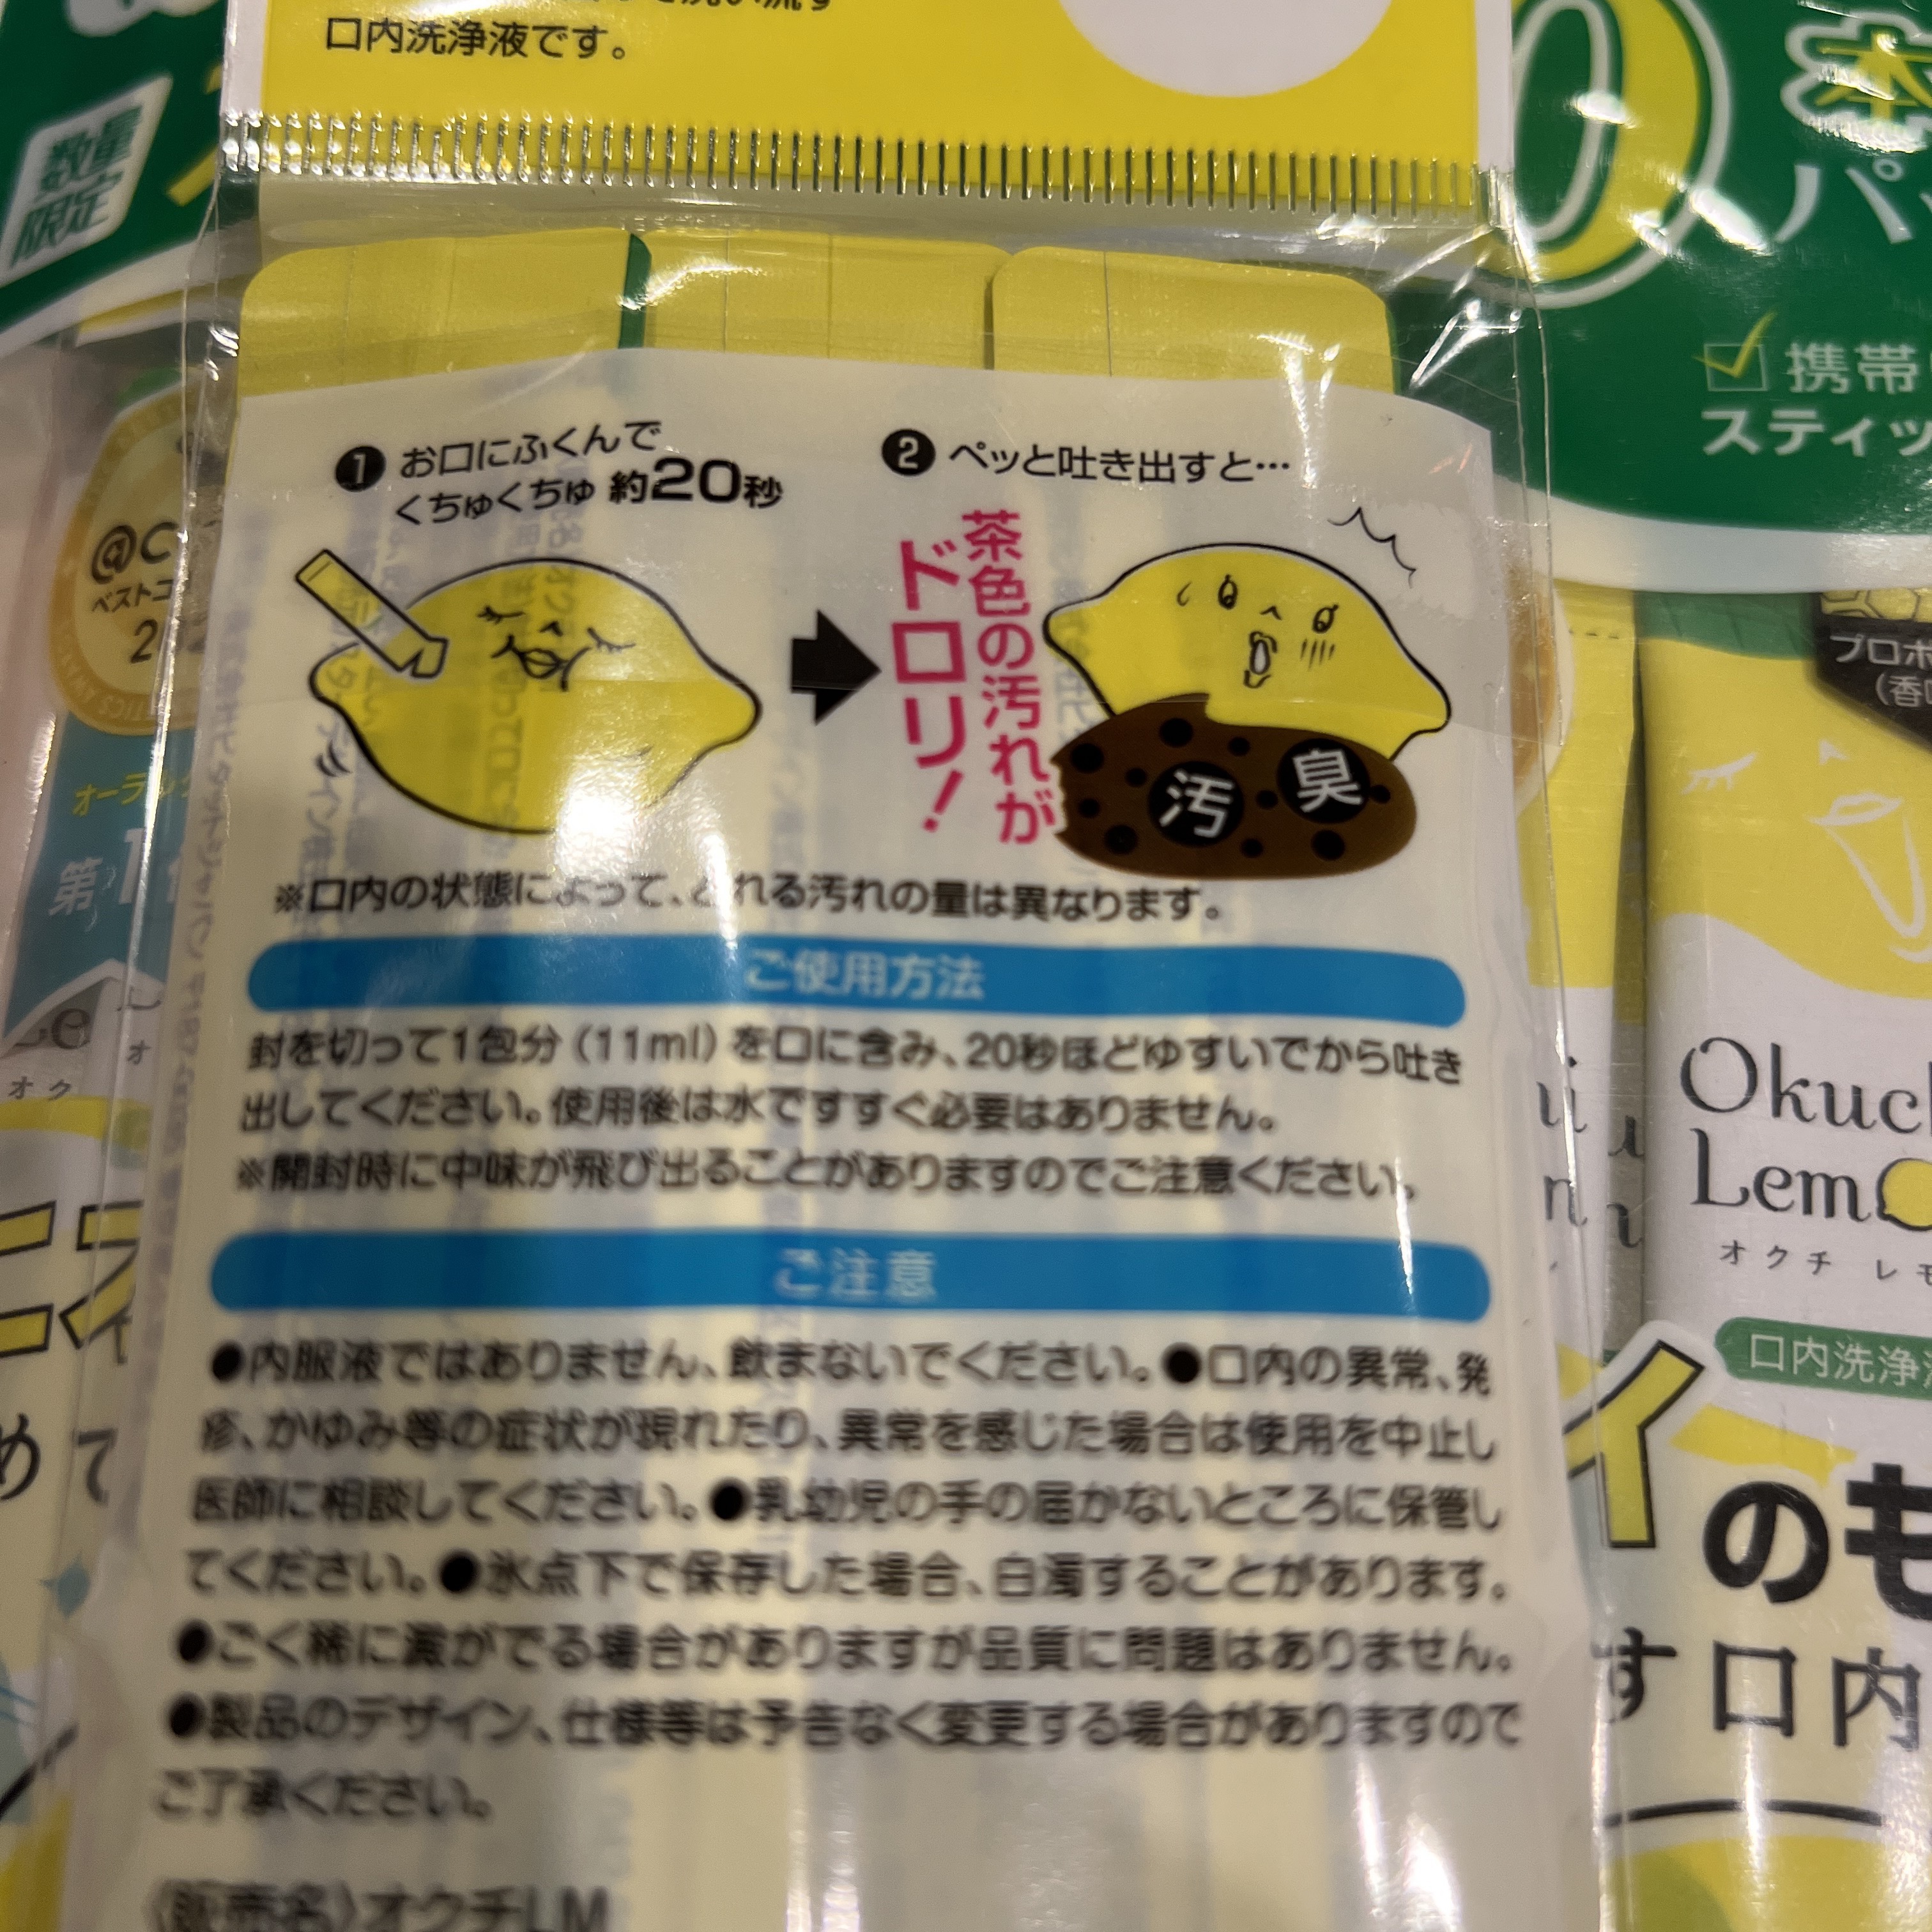 口内洗浄液です。
数量
限定
本
携帯
スティッ
❶ お口にふくんで
くちゅくちゅ 約20秒
❷ ペッと吐き出すと…
茶色の汚れが
ドロリ!
汚
臭
※口内の状態によって、とれる汚れの量は異なります。
ご使用方法
封を切って1包分（11ml）を口に含み、20秒ほどゆすいでから吐き
出してください。使用後は水ですすぐ必要はありません。
※開封時に中味が飛び出ることがありますのでご注意ください。
ご注意
●内服液ではありません、飲まないでください。●口内の異常、発
疹、かゆみ等の症状が現れたり、異常を感じた場合は使用を中止し
医師に相談してください。●乳幼児の手の届かないところに保管し
てください。●氷点下で保存した場合、白濁することがあります。
●ごく稀に澱がでる場合がありますが品質に問題はありません。
●製品のデザイン、仕様等は予告なく変更する場合がありますので
ご了承ください。
〈販売名〉オクチLM
@C
ベストコ
2
第1
プロポ
Okuch
Lemo
オクチ レモ
口内洗浄
イ
のも
す口内